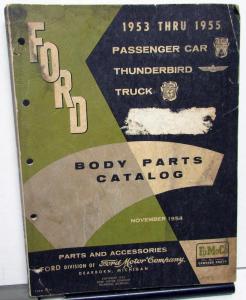 FORD
1953 THRU 1955
PASSENGER CAR
THUNDERBIRD
TRUCK
BODY PARTS
CATALOG
NOVEMBER 1954
FoMoCo
PARTS AND ACCESSORIES
FORD DIVISION OF Ford Motor Company,
DEARBORN, MICHIGAN